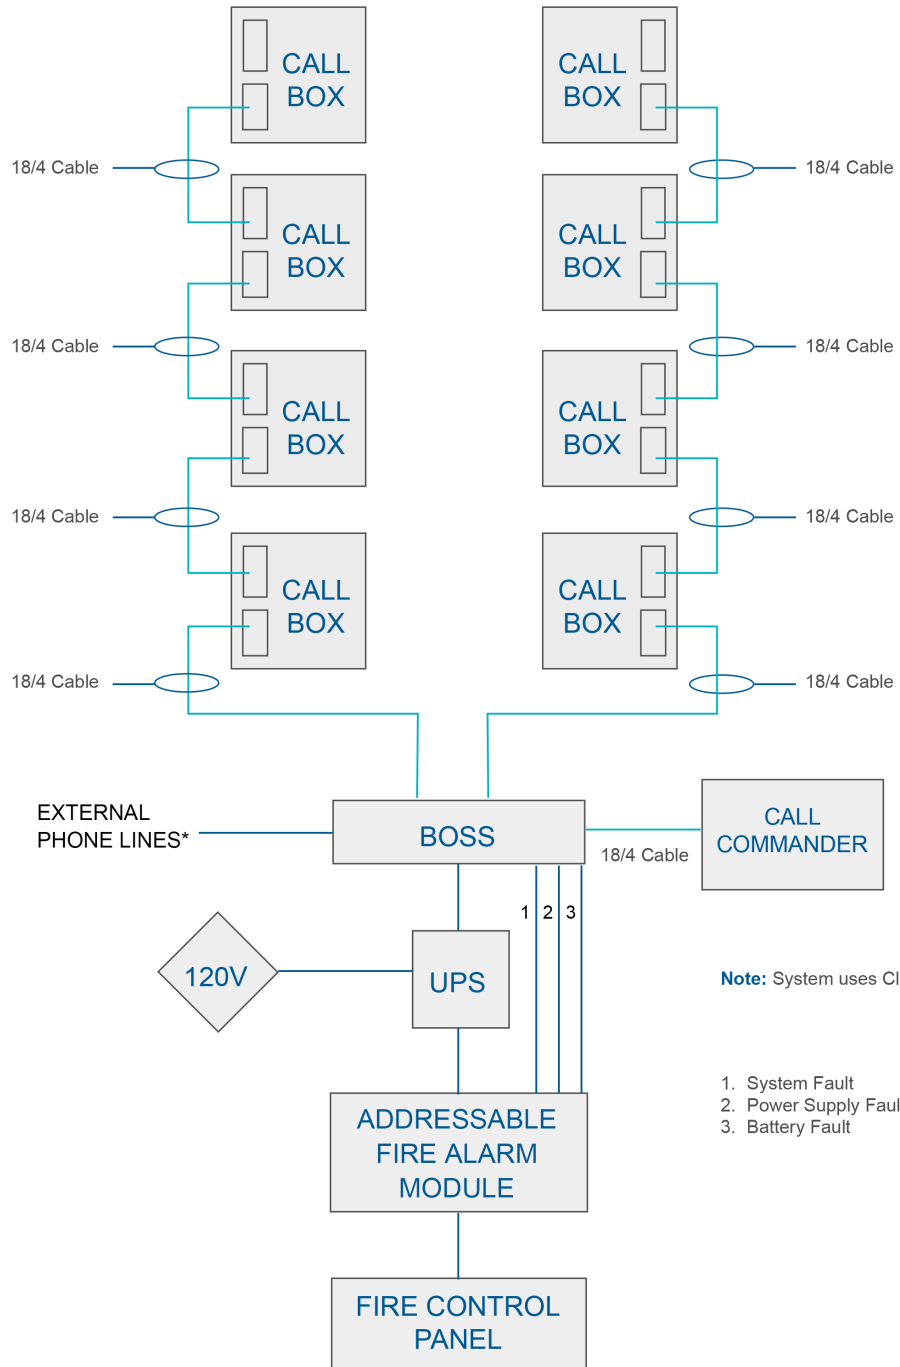 CALL
BOX
CALL
BOX
18/4 Cable
18/4 Cable
CALL
BOX
CALL
BOX
18/4 Cable
18/4 Cable
CALL
BOX
CALL
BOX
18/4 Cable
18/4 Cable
CALL
BOX
CALL
BOX
18/4 Cable
18/4 Cable
EXTERNAL
PHONE LINES*
BOSS
18/4 Cable
CALL
COMMANDER
1 2 3
120V
UPS
Note: System uses Cl
ADDRESSABLE
FIRE ALARM
MODULE
1. System Fault
2. Power Supply Faul
3. Battery Fault
FIRE CONTROL
PANEL